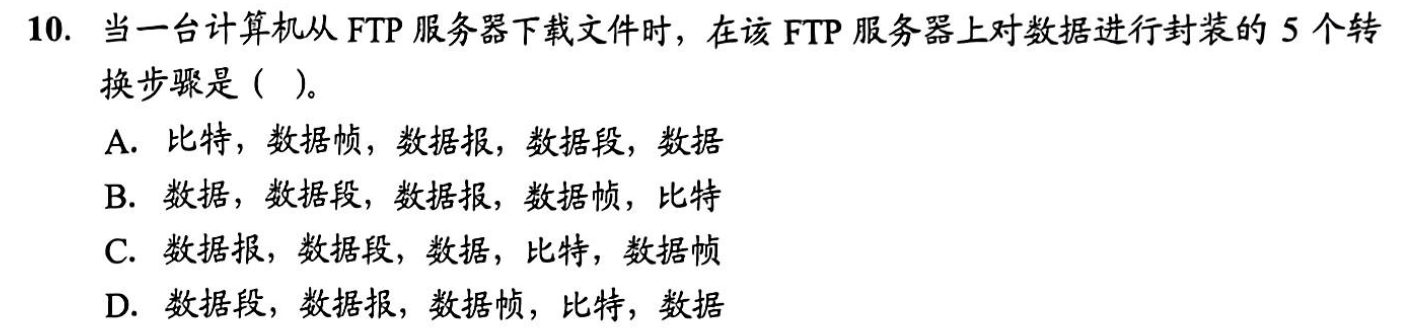 10. 当一台计算机从 FTP 服务器下载文件时，在该 FTP 服务器上对数据进行封装的 5 个转
换步骤是（ ）。
A. 比特，数据帧，数据报，数据段，数据
B. 数据，数据段，数据报，数据帧，比特
C. 数据报，数据段，数据，比特，数据帧
D. 数据段，数据报，数据帧，比特，数据